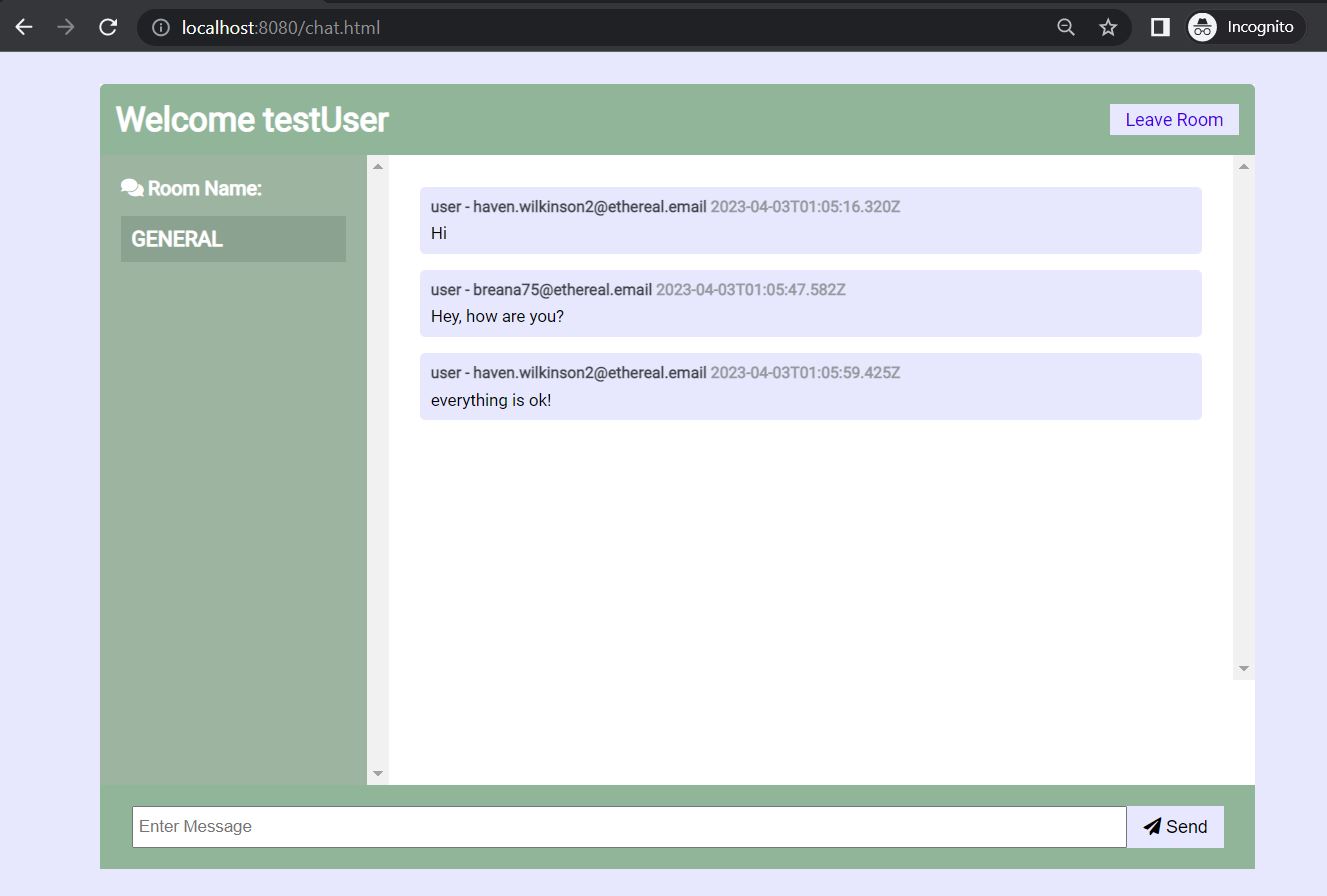 localhost:8080/chat.html
Incognito
Welcome testUser
Leave Room
Room Name:
GENERAL
user - haven.wilkinson2@ethereal.email 2023-04-03T01:05:16.320Z
Hi
user - breana75@ethereal.email 2023-04-03T01:05:47.582Z
Hey, how are you?
user - haven.wilkinson2@ethereal.email 2023-04-03T01:05:59.425Z
everything is ok!
Enter Message
Send